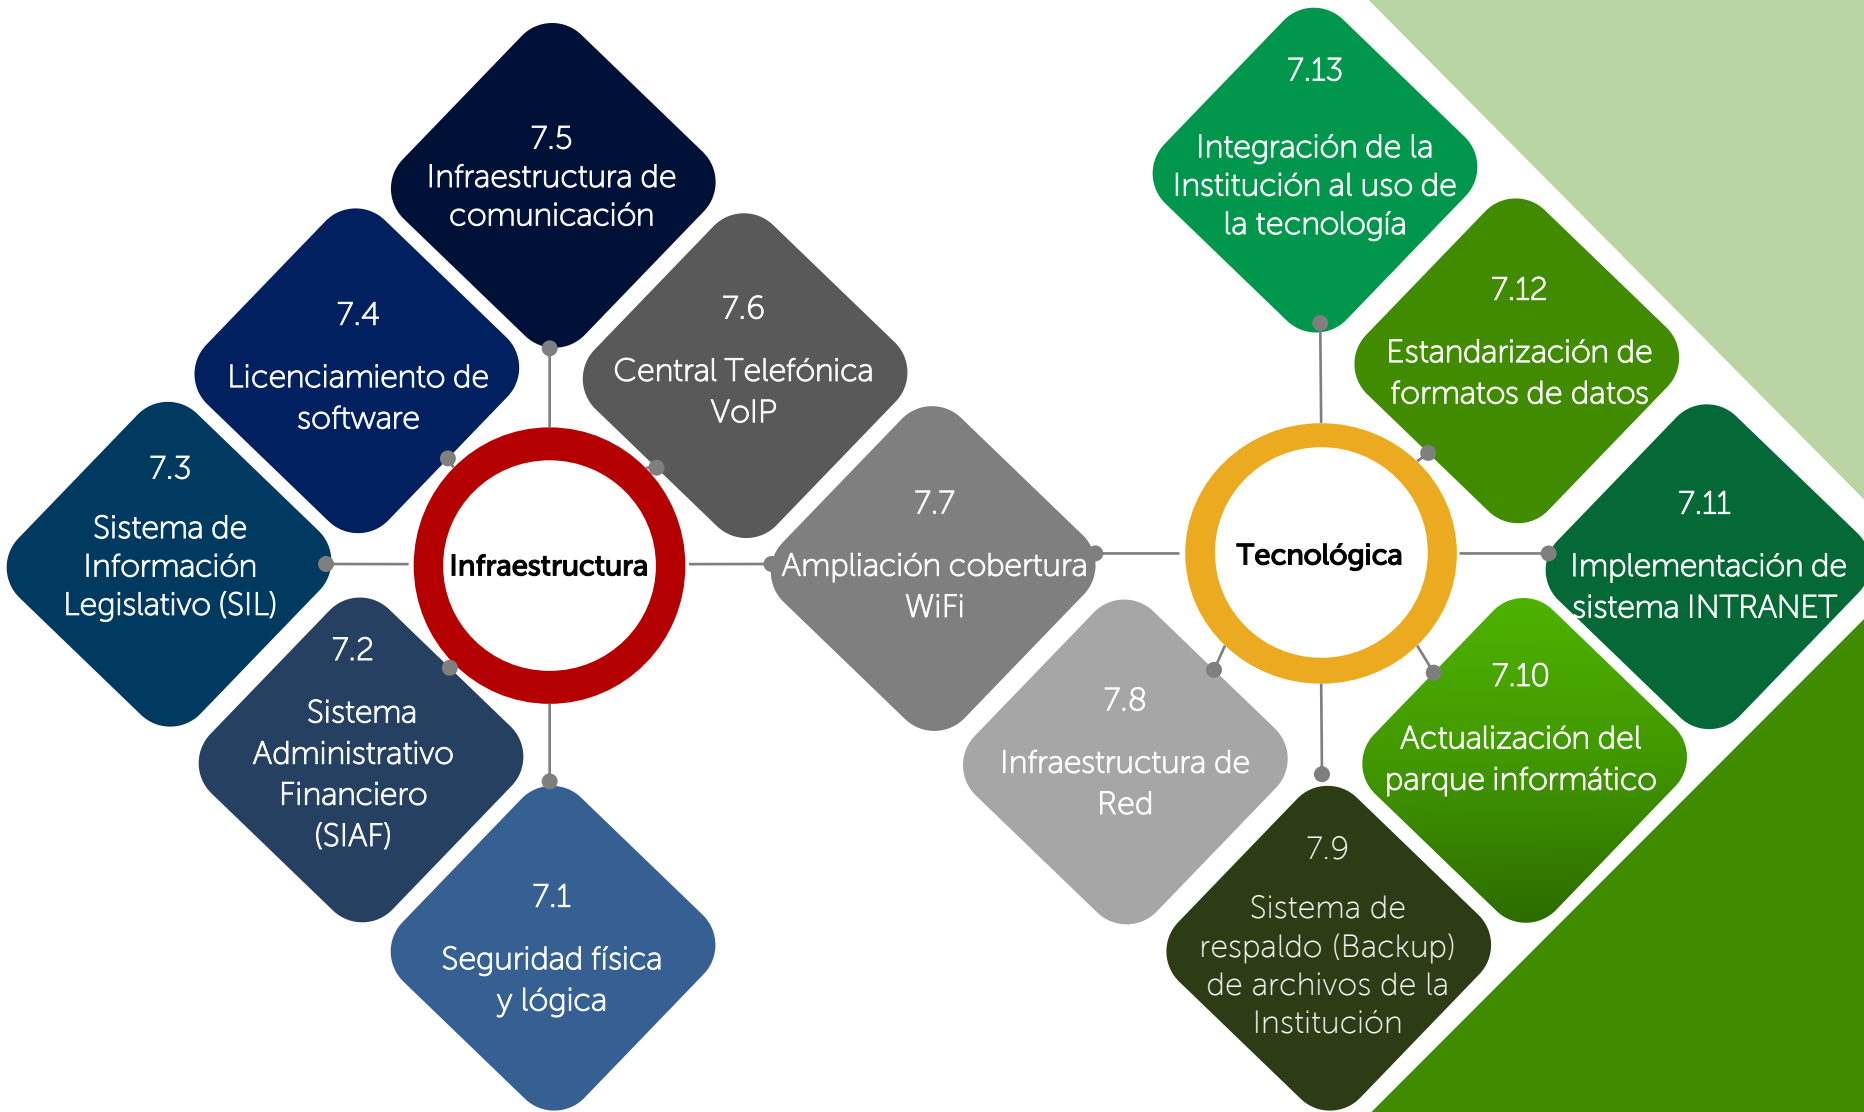 7.5
Infraestructura de
comunicación
7.4
Licenciamiento de
software
7.6
Central Telefónica
VoIP
7.3
Sistema de
Información
Legislativo (SIL)
Infraestructura
7.7
Ampliación cobertura
WiFi
7.2
Sistema
Administrativo
Financiero
(SIAF)
7.1
Seguridad física
y lógica
7.13
Integración de la
Institución al uso de
la tecnología
7.12
Estandarización de
formatos de datos
Tecnológica
7.11
Implementación de
sistema INTRANET
7.8
Infraestructura de
Red
7.10
Actualización del
parque informático
7.9
Sistema de
respaldo (Backup)
de archivos de la
Institución